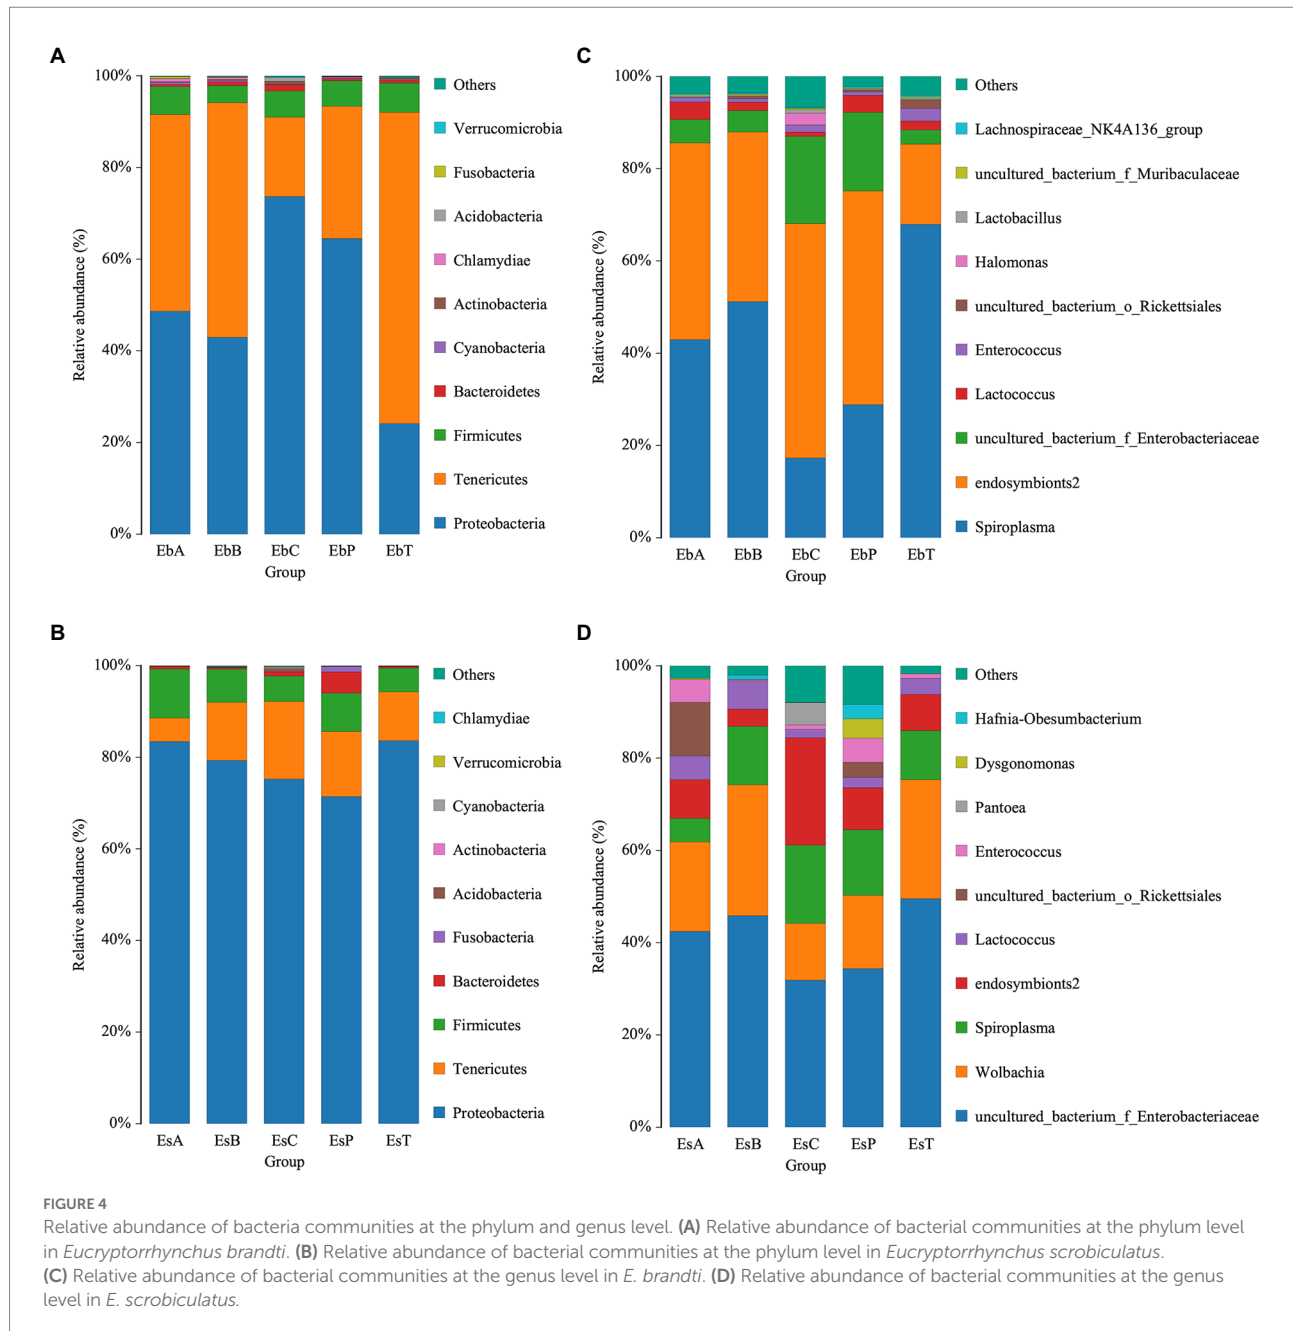 A
100%
80%
60%
40%
20%
0%
Relative abundance (%)
EbA EbB EbC EbP EbT
Group
Others
Verrucomicrobia
Fusobacteria
Acidobacteria
Chlamydiae
Actinobacteria
Cyanobacteria
Bacteroidetes
Firmicutes
Tenericutes
Proteobacteria
C
100%
80%
60%
40%
20%
0%
Relative abundance (%)
EbA EbB EbC EbP EbT
Group
Others
Lachnospiraceae_NK4A136_group
uncultured_bacterium_f_Muribaculaceae
Lactobacillus
Halomonas
uncultured_bacterium_o_Rickettsiales
Enterococcus
Lactococcus
uncultured_bacterium_f_Enterobacteriaceae
endosymbionts2
Spiroplasma
B
100%
80%
60%
40%
20%
0%
Relative abundance (%)
EsA EsB EsC EsP EsT
Group
Others
Chlamydiae
Verrucomicrobia
Cyanobacteria
Actinobacteria
Acidobacteria
Fusobacteria
Bacteroidetes
Firmicutes
Tenericutes
Proteobacteria
D
100%
80%
60%
40%
20%
0%
Relative abundance (%)
EsA EsB EsC EsP EsT
Group
Others
Hafnia-Obesumbacterium
Dysgonomonas
Pantoea
Enterococcus
uncultured_bacterium_o_Rickettsiales
Lactococcus
endosymbionts2
Spiroplasma
Wolbachia
uncultured_bacterium_f_Enterobacteriaceae
FIGURE 4
Relative abundance of bacteria communities at the phylum and genus level. (A) Relative abundance of bacterial communities at the phylum level
in Eucryptorrhynchus brandti. (B) Relative abundance of bacterial communities at the phylum level in Eucryptorrhynchus scrobiculatus.
(C) Relative abundance of bacterial communities at the genus level in E. brandti. (D) Relative abundance of bacterial communities at the genus
level in E. scrobiculatus.